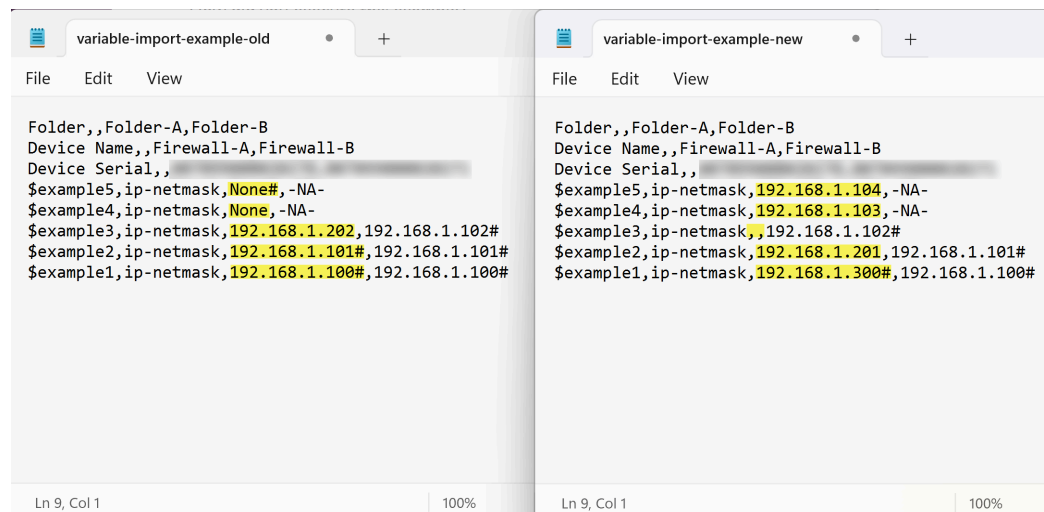 variable-import-example-old
File Edit View
Folder,,Folder-A,Folder-B
Device Name,,Firewall-A,Firewall-B
Device Serial,,
$example5,ip-netmask,None#,-NA-
$example4,ip-netmask,None,-NA-
$example3,ip-netmask,192.168.1.202,192.168.1.102#
$example2,ip-netmask,192.168.1.101#,192.168.1.101#
$example1,ip-netmask,192.168.1.100#,192.168.1.100#
Ln 9, Col 1 100%
variable-import-example-new
File Edit View
Folder,,Folder-A,Folder-B
Device Name,,Firewall-A,Firewall-B
Device Serial,,
$example5,ip-netmask,192.168.1.104,-NA-
$example4,ip-netmask,192.168.1.103,-NA-
$example3,ip-netmask,,192.168.1.102#
$example2,ip-netmask,192.168.1.201,192.168.1.101#
$example1,ip-netmask,192.168.1.300#,192.168.1.100#
Ln 9, Col 1 100%